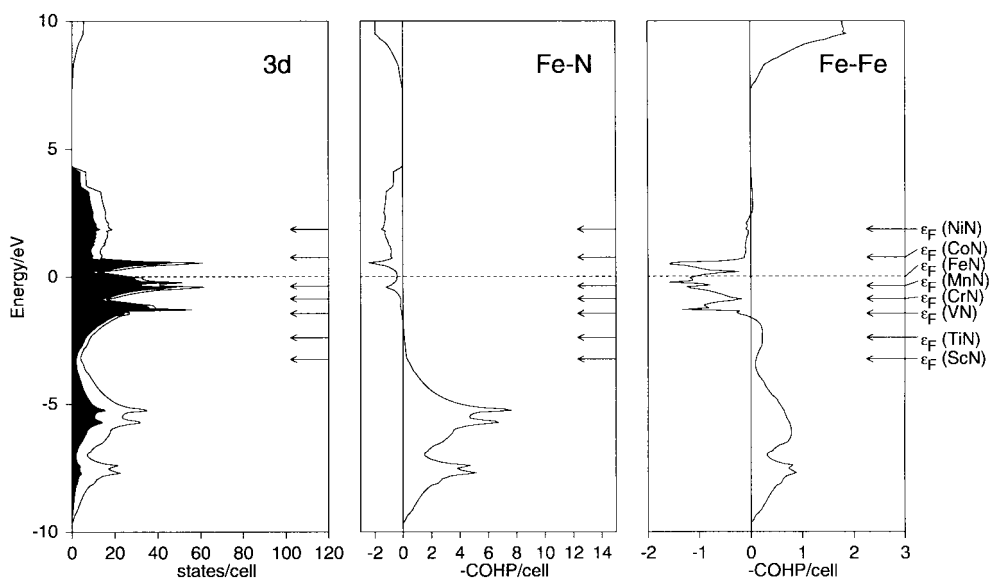 10
5
0
-5
-10
Energy/eV
3d
0 20 40 60 80 100 120
states/cell
Fe-N
-2 0 2 4 6 8 10 12 14
-COHP/cell
Fe-Fe
-2 -1 0 1 2 3
-COHP/cell
εF (NiN)
εF (CoN)
εF (FeN)
εF (MnN)
εF (CrN)
εF (VN)
εF (TiN)
εF (ScN)